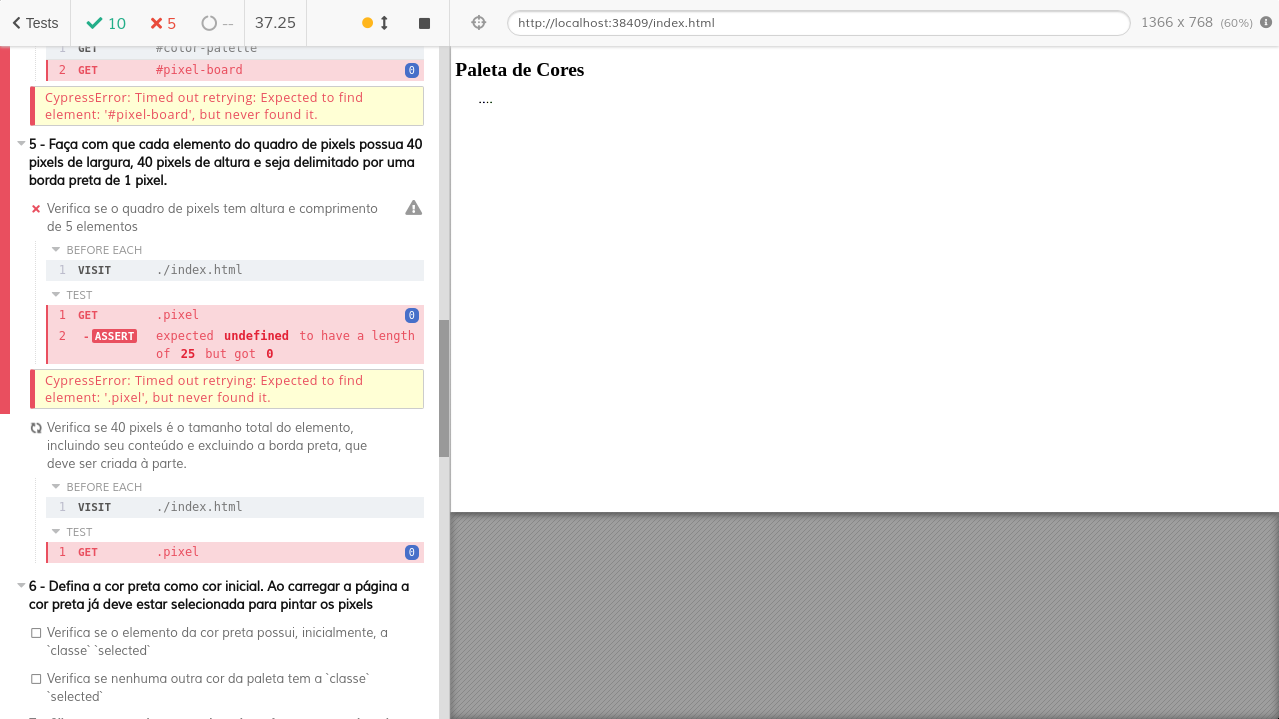 Tests 10 5 -- 37.25
http://localhost:38409/index.html 1366 x 768 (60%)
1 GET #color-palette
2 GET #pixel-board 0
CypressError: Timed out retrying: Expected to find
element: '#pixel-board', but never found it.
5 - Faça com que cada elemento do quadro de pixels possua 40
pixels de largura, 40 pixels de altura e seja delimitado por uma
borda preta de 1 pixel.
Verifica se o quadro de pixels tem altura e comprimento
de 5 elementos
BEFORE EACH
1 VISIT ./index.html
TEST
1 GET .pixel 0
2 -ASSERT expected undefined to have a length
of 25 but got 0
CypressError: Timed out retrying: Expected to find
element: '.pixel', but never found it.
Verifica se 40 pixels é o tamanho total do elemento,
incluindo seu conteúdo e excluindo a borda preta, que
deve ser criada à parte.
BEFORE EACH
1 VISIT ./index.html
TEST
1 GET .pixel 0
6 - Defina a cor preta como cor inicial. Ao carregar a página a
cor preta já deve estar selecionada para pintar os pixels
Verifica se o elemento da cor preta possui, inicialmente, a
`classe` `selected`
Verifica se nenhuma outra cor da paleta tem a `classe`
`selected`
Paleta de Cores
....